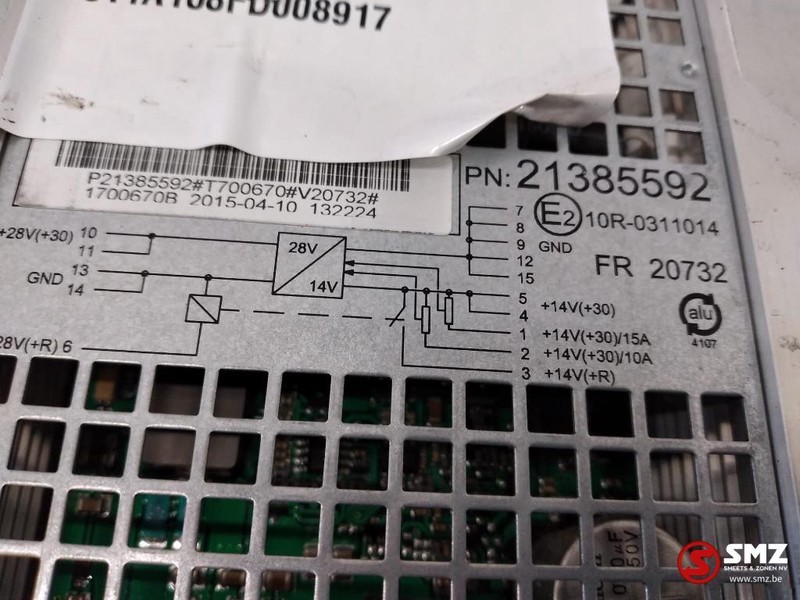 P21385592#T700670#V20732#
1700670B 2015-04-10 132224
PN: 21385592
E2 10R-0311014
FR 20732
alu
4107
+28V(+30) 10
11
GND 13
14
28V(+R) 6
28V
14V
7
8
9 GND
12
15
5
4 +14V(+30)
1 +14V(+30)/15A
2 +14V(+30)/10A
3 +14V(+R)
50V
SMZ
SMEETS & ZONEN NV
www.smz.be